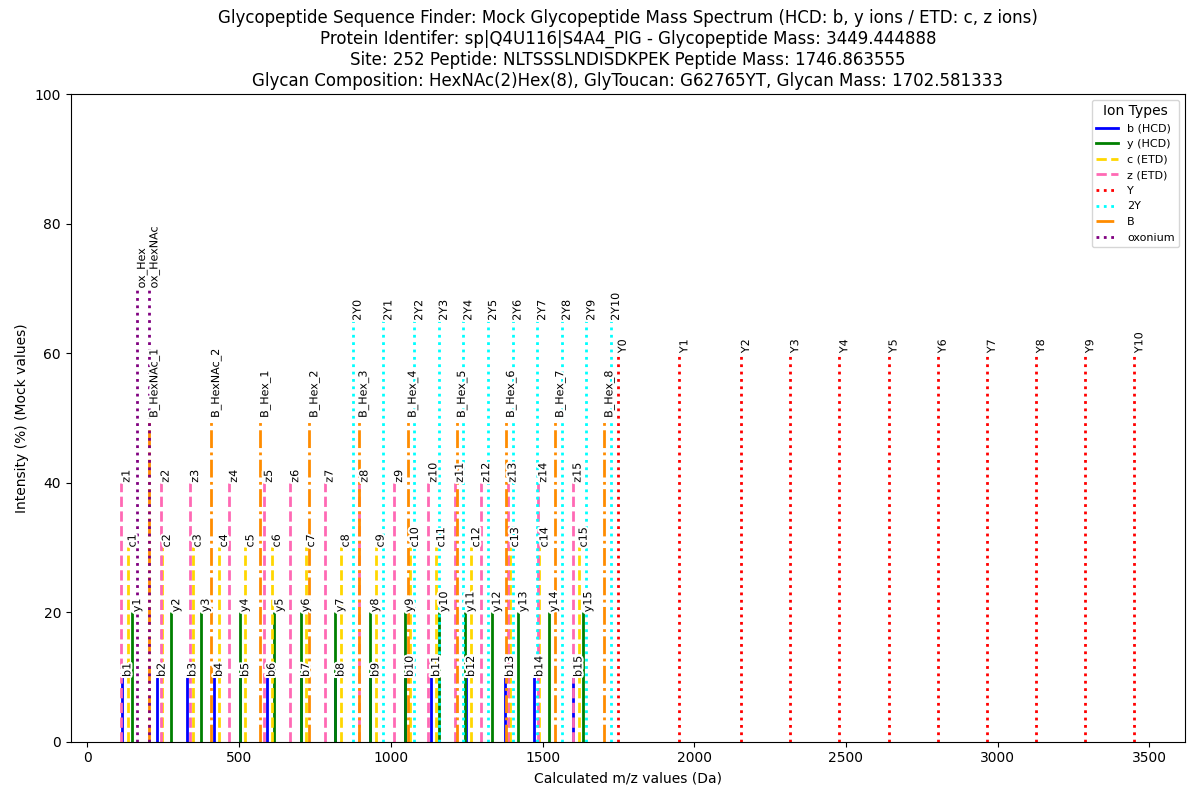 Glycopeptide Sequence Finder: Mock Glycopeptide Mass Spectrum (HCD: b, y ions / ETD: c, z ions)
Protein Identifer: sp|Q4U116|S4A4_PIG - Glycopeptide Mass: 3449.444888
Site: 252 Peptide: NLTSSSLNDISDKPEK Peptide Mass: 1746.863555
Glycan Composition: HexNAc(2)Hex(8), GlyToucan: G62765YT, Glycan Mass: 1702.581333
Intensity (%) (Mock values)
100
80
60
40
20
0
Ion Types
b (HCD)
y (HCD)
c (ETD)
z (ETD)
Y
2Y
B
oxonium
ox_Hex
ox_HexNAc
2Y0
2Y1
2Y2
2Y3
2Y4
2Y5
2Y6
2Y7
2Y8
2Y9
2Y10
Y0
Y1
Y2
Y3
Y4
Y5
Y6
Y7
Y8
Y9
Y10
B_HexNAc_1
B_HexNAc_2
B_Hex_1
B_Hex_2
B_Hex_3
B_Hex_4
B_Hex_5
B_Hex_6
B_Hex_7
B_Hex_8
z1
z2
z3
z4
z5
z6
z7
z8
z9
z10
z11
z12
z13
z14
z15
c1
c2
c3
c4
c5
c6
c7
c8
c9
c10
c11
c12
c13
c14
c15
y1
y2
y3
y4
y5
y6
y7
y8
y9
y10
y11
y12
y13
y14
y15
b1
b2
b3
b4
b5
b6
b7
b8
b9
b10
b11
b12
b13
b14
b15
0
500
1000
1500
2000
2500
3000
3500
Calculated m/z values (Da)